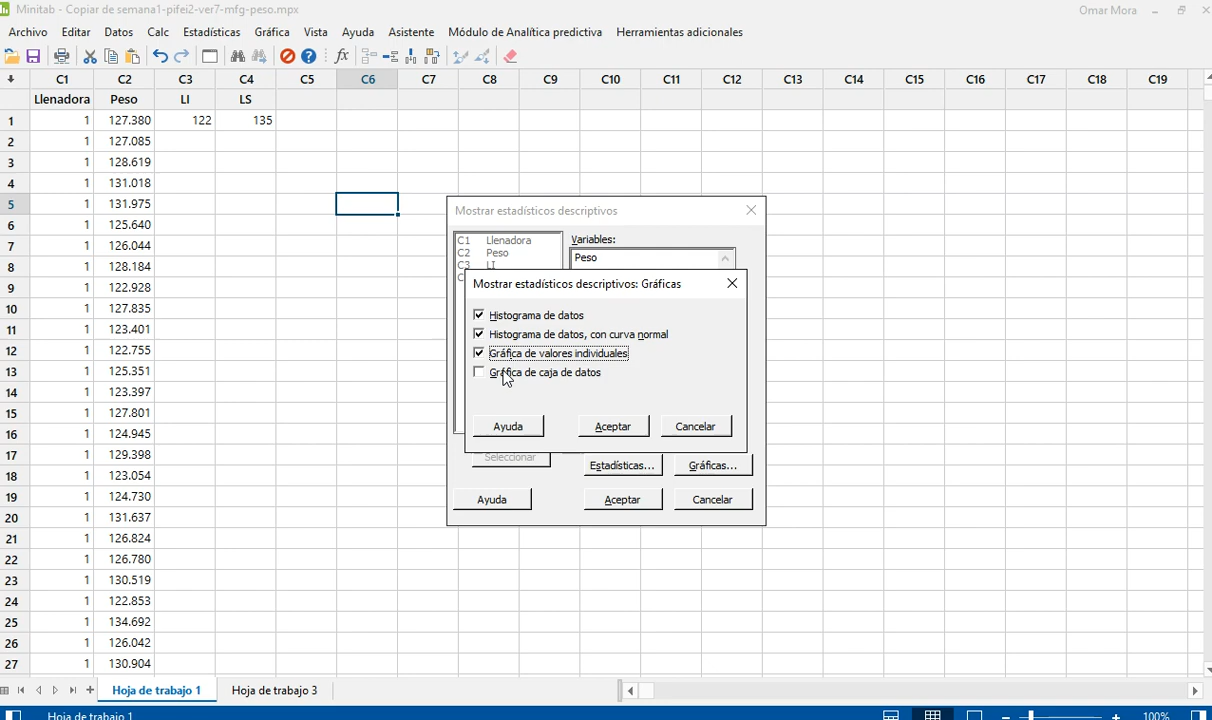 Minitab - Copiar de semana1-pifei2-ver7-mfg-peso.mpx Omar Mora
Archivo Editar Datos Calc Estadísticas Gráfica Vista Ayuda Asistente Módulo de Analítica predictiva Herramientas adicionales
C1 C2 C3 C4 C5 C6 C7 C8 C9 C10 C11 C12 C13 C14 C15 C16 C17 C18 C19
Llenadora Peso LI LS
1 1 127.380 122 135
2 1 127.085
3 1 128.619
4 1 131.018
5 1 131.975
6 1 125.640
7 1 126.044
8 1 128.184
9 1 122.928
10 1 127.835
11 1 123.401
12 1 122.755
13 1 125.351
14 1 123.397
15 1 127.801
16 1 124.945
17 1 129.398
18 1 123.054
19 1 124.730
20 1 131.637
21 1 126.824
22 1 126.780
23 1 130.519
24 1 122.853
25 1 134.692
26 1 126.042
27 1 130.904
Mostrar estadísticos descriptivos
C1 Llenadora
C2 Peso
C3 LI
Variables:
Peso
Mostrar estadísticos descriptivos: Gráficas
Histograma de datos
Histograma de datos, con curva normal
Gráfica de valores individuales
Gráfica de caja de datos
Ayuda Aceptar Cancelar
Seleccionar
Estadísticas... Gráficas...
Ayuda Aceptar Cancelar
Hoja de trabajo 1 Hoja de trabajo 3
Hoja de trabajo 1 100%